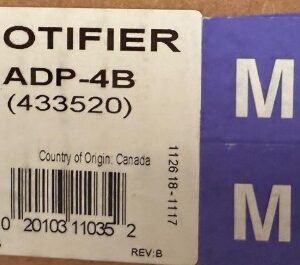 OTIFIER
ADP-4B
(433520)
Country of Origin: Canada
112618-1117
0 20103 11035 2
REV:B
M
M